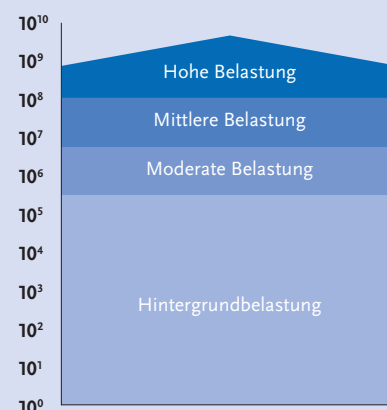 10¹⁰
10⁹
Hohe Belastung
10⁸
Mittlere Belastung
10⁷
Moderate Belastung
10⁶
10⁵
10⁴
10³
Hintergrundbelastung
10²
10¹
10⁰